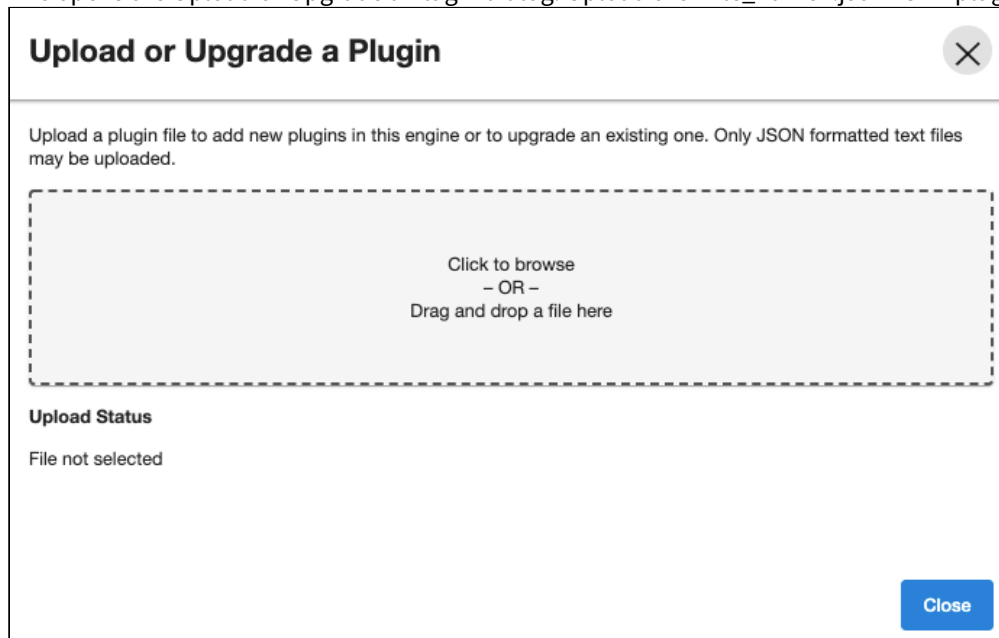 Upload or Upgrade a Plugin
Upload a plugin file to add new plugins in this engine or to upgrade an existing one. Only JSON formatted text files
may be uploaded.
Click to browse
– OR –
Drag and drop a file here
Upload Status
File not selected
Close